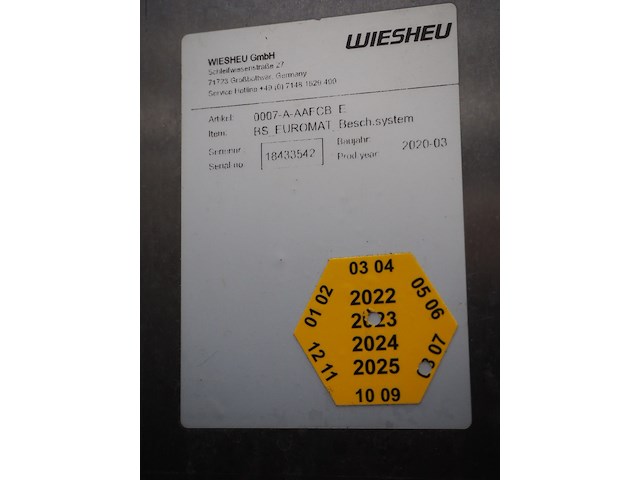 WIESHEU
WIESHEU GmbH
Schleifwiesenstraße 27
71723 Großbottwar, Germany
Service Hotline +49 (0) 7148 1629 400
Artikel: 0007-A-AAFCB E
Item: BS_EUROMAT_Besch.system
Seriennr.: Baujahr:
Serial no. 18433542 Prod.year: 2020-03
03 04
01 02
05 06
2022
2023
2024
2025
12 11
08 07
10 09